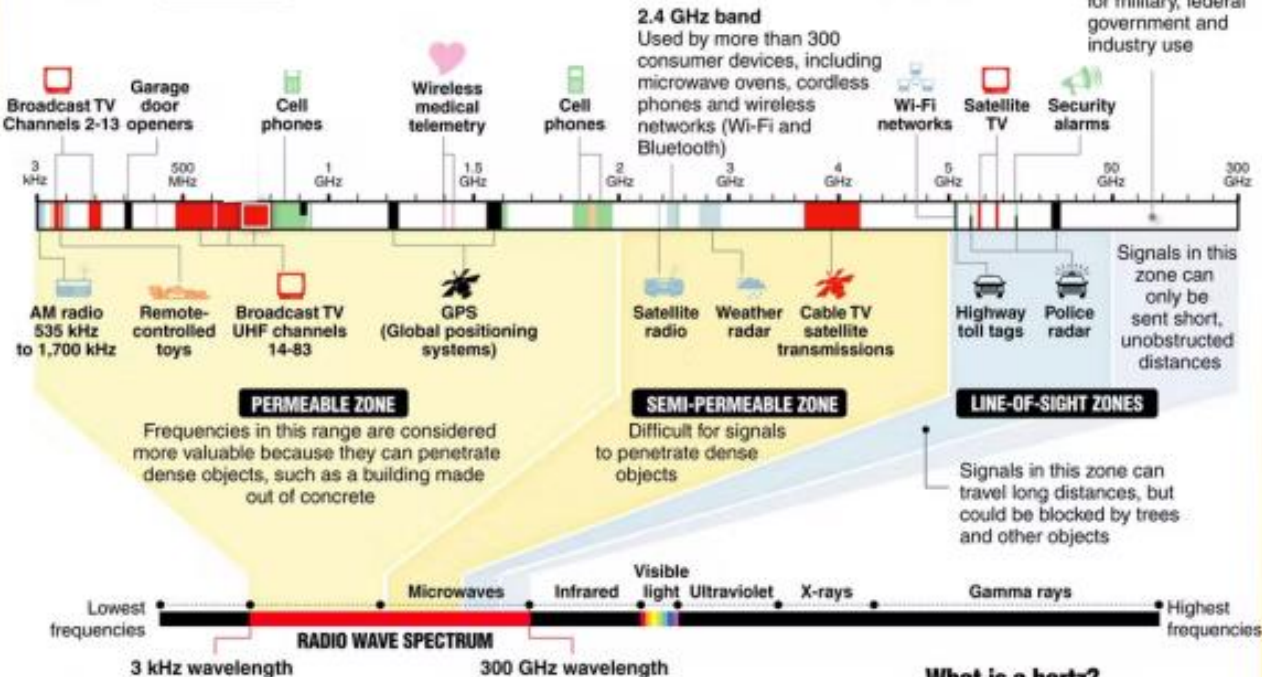 for military, federal
government and
industry use
2.4 GHz band
Used by more than 300
consumer devices, including
microwave ovens, cordless
phones and wireless
networks (Wi-Fi and
Bluetooth)
Broadcast TV
Channels 2-13
Garage
door
openers
Cell
phones
Wireless
medical
telemetry
Cell
phones
Wi-Fi
networks
Satellite
TV
Security
alarms
3
kHz
500
MHz
1
GHz
1.5
GHz
2
GHz
3
GHz
4
GHz
5
GHz
50
GHz
300
GHz
AM radio
535 kHz
to 1,700 kHz
Remote-
controlled
toys
Broadcast TV
UHF channels
14-83
GPS
(Global positioning
systems)
Satellite
radio
Weather
radar
Cable TV
satellite
transmissions
Highway
toll tags
Police
radar
Signals in this
zone can
only be
sent short,
unobstructed
distances
PERMEABLE ZONE
Frequencies in this range are considered
more valuable because they can penetrate
dense objects, such as a building made
out of concrete
SEMI-PERMEABLE ZONE
Difficult for signals
to penetrate dense
objects
LINE-OF-SIGHT ZONES
Signals in this zone can
travel long distances, but
could be blocked by trees
and other objects
Lowest
frequencies
Microwaves
Infrared
Visible
light
Ultraviolet
X-rays
Gamma rays
Highest
frequencies
RADIO WAVE SPECTRUM
3 kHz wavelength
300 GHz wavelength
What is a hertz?